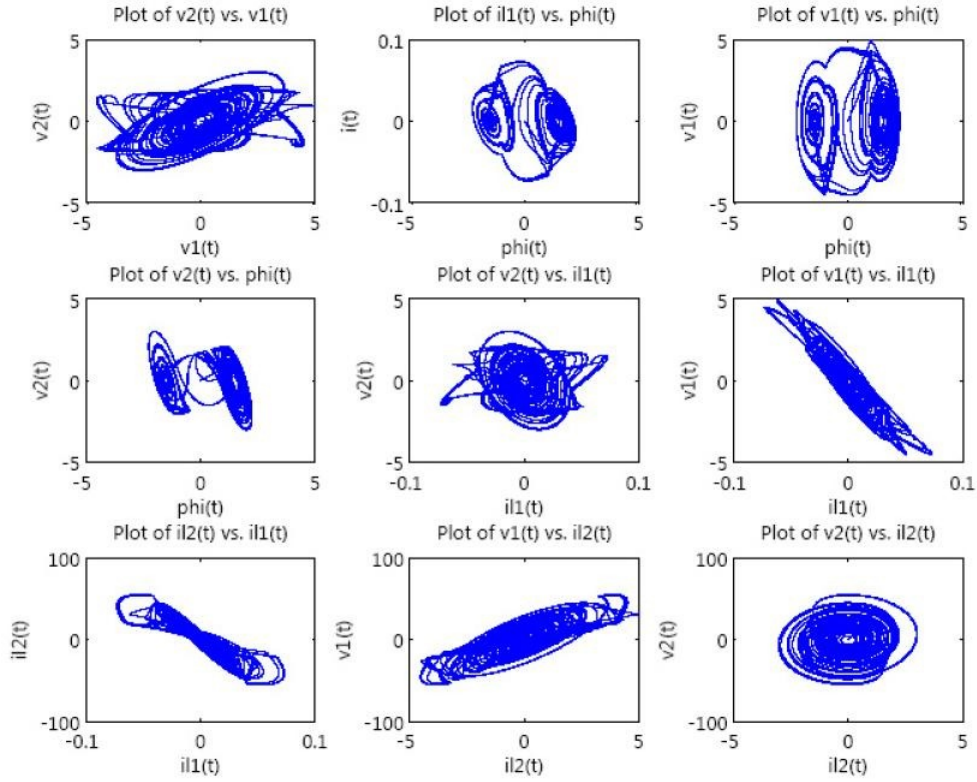 Plot of v2(t) vs. v1(t)
5
0
-5
v2(t)
-5 0 5
v1(t)
Plot of il1(t) vs. phi(t)
0.1
0
-0.1
i(t)
-5 0 5
phi(t)
Plot of v1(t) vs. phi(t)
5
0
-5
v1(t)
-5 0 5
phi(t)
Plot of v2(t) vs. phi(t)
5
0
-5
v2(t)
-5 0 5
phi(t)
Plot of v2(t) vs. il1(t)
5
0
-5
v2(t)
-0.1 0 0.1
il1(t)
Plot of v1(t) vs. il1(t)
5
0
-5
v1(t)
-0.1 0 0.1
il1(t)
Plot of il2(t) vs. il1(t)
100
0
-100
il2(t)
-0.1 0 0.1
il1(t)
Plot of v1(t) vs. il2(t)
100
0
-100
v1(t)
-5 0 5
il2(t)
Plot of v2(t) vs. il2(t)
100
0
-100
v2(t)
-5 0 5
il2(t)